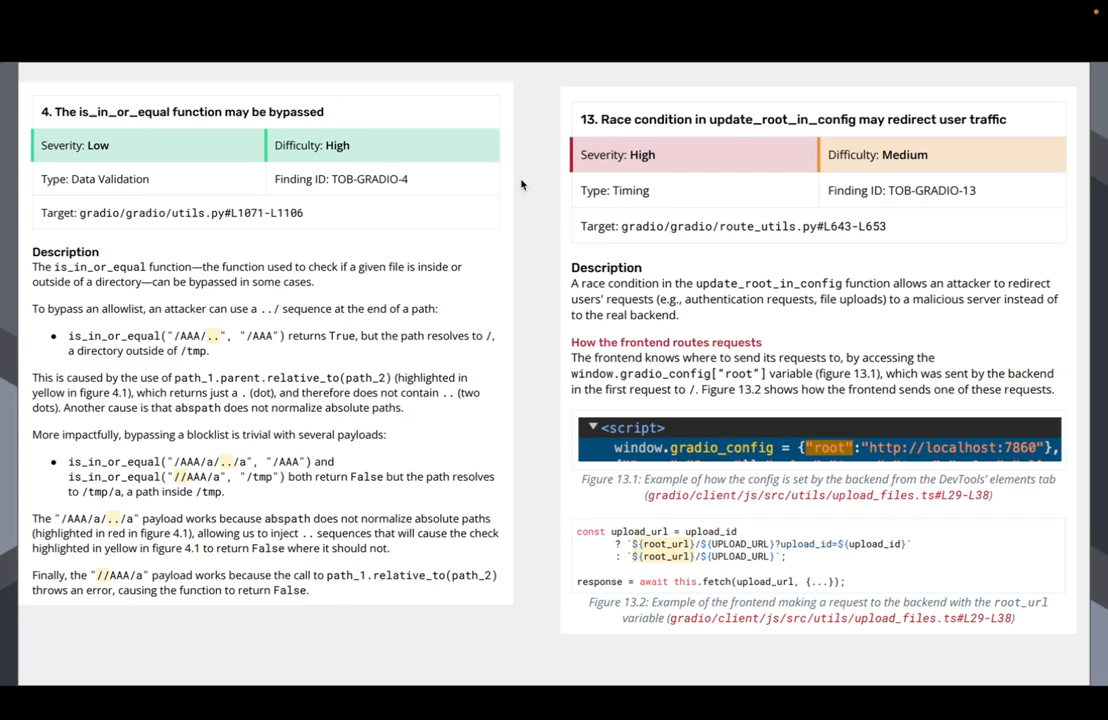 4. The is_in_or_equal function may be bypassed
Severity: Low
Difficulty: High
Type: Data Validation
Finding ID: TOB-GRADIO-4
Target: gradio/gradio/utils.py#L1071-L1106
Description
The is_in_or_equal function—the function used to check if a given file is inside or
outside of a directory—can be bypassed in some cases.
To bypass an allowlist, an attacker can use a ../ sequence at the end of a path:
● is_in_or_equal("/AAA/..", "/AAA") returns True, but the path resolves to /,
a directory outside of /tmp.
This is caused by the use of path_1.parent.relative_to(path_2) (highlighted in
yellow in figure 4.1), which returns just a . (dot), and therefore does not contain .. (two
dots). Another cause is that abspath does not normalize absolute paths.
More impactfully, bypassing a blocklist is trivial with several payloads:
● is_in_or_equal("/AAA/a/../a", "/AAA") and
is_in_or_equal("//AAA/a", "/tmp") both return False but the path resolves
to /tmp/a, a path inside /tmp.
The "/AAA/a/../a" payload works because abspath does not normalize absolute paths
(highlighted in red in figure 4.1), allowing us to inject .. sequences that will cause the check
highlighted in yellow in figure 4.1 to return False where it should not.
Finally, the "//AAA/a" payload works because the call to path_1.relative_to(path_2)
throws an error, causing the function to return False.
13. Race condition in update_root_in_config may redirect user traffic
Severity: High
Difficulty: Medium
Type: Timing
Finding ID: TOB-GRADIO-13
Target: gradio/gradio/route_utils.py#L643-L653
Description
A race condition in the update_root_in_config function allows an attacker to redirect
users' requests (e.g., authentication requests, file uploads) to a malicious server instead of
to the real backend.
How the frontend routes requests
The frontend knows where to send its requests to, by accessing the
window.gradio_config["root"] variable (figure 13.1), which was sent by the backend
in the first request to /. Figure 13.2 shows how the frontend sends one of these requests.
▼<script>
window.gradio_config = {"root":"http://localhost:7860"},
Figure 13.1: Example of how the config is set by the backend from the DevTools' elements tab
(gradio/client/js/src/utils/upload_files.ts#L29-L38)
const upload_url = upload_id
? `${root_url}/${UPLOAD_URL}?upload_id=${upload_id}`
: `${root_url}/${UPLOAD_URL}`;
response = await this.fetch(upload_url, {...});
Figure 13.2: Example of the frontend making a request to the backend with the root_url
variable (gradio/client/js/src/utils/upload_files.ts#L29-L38)